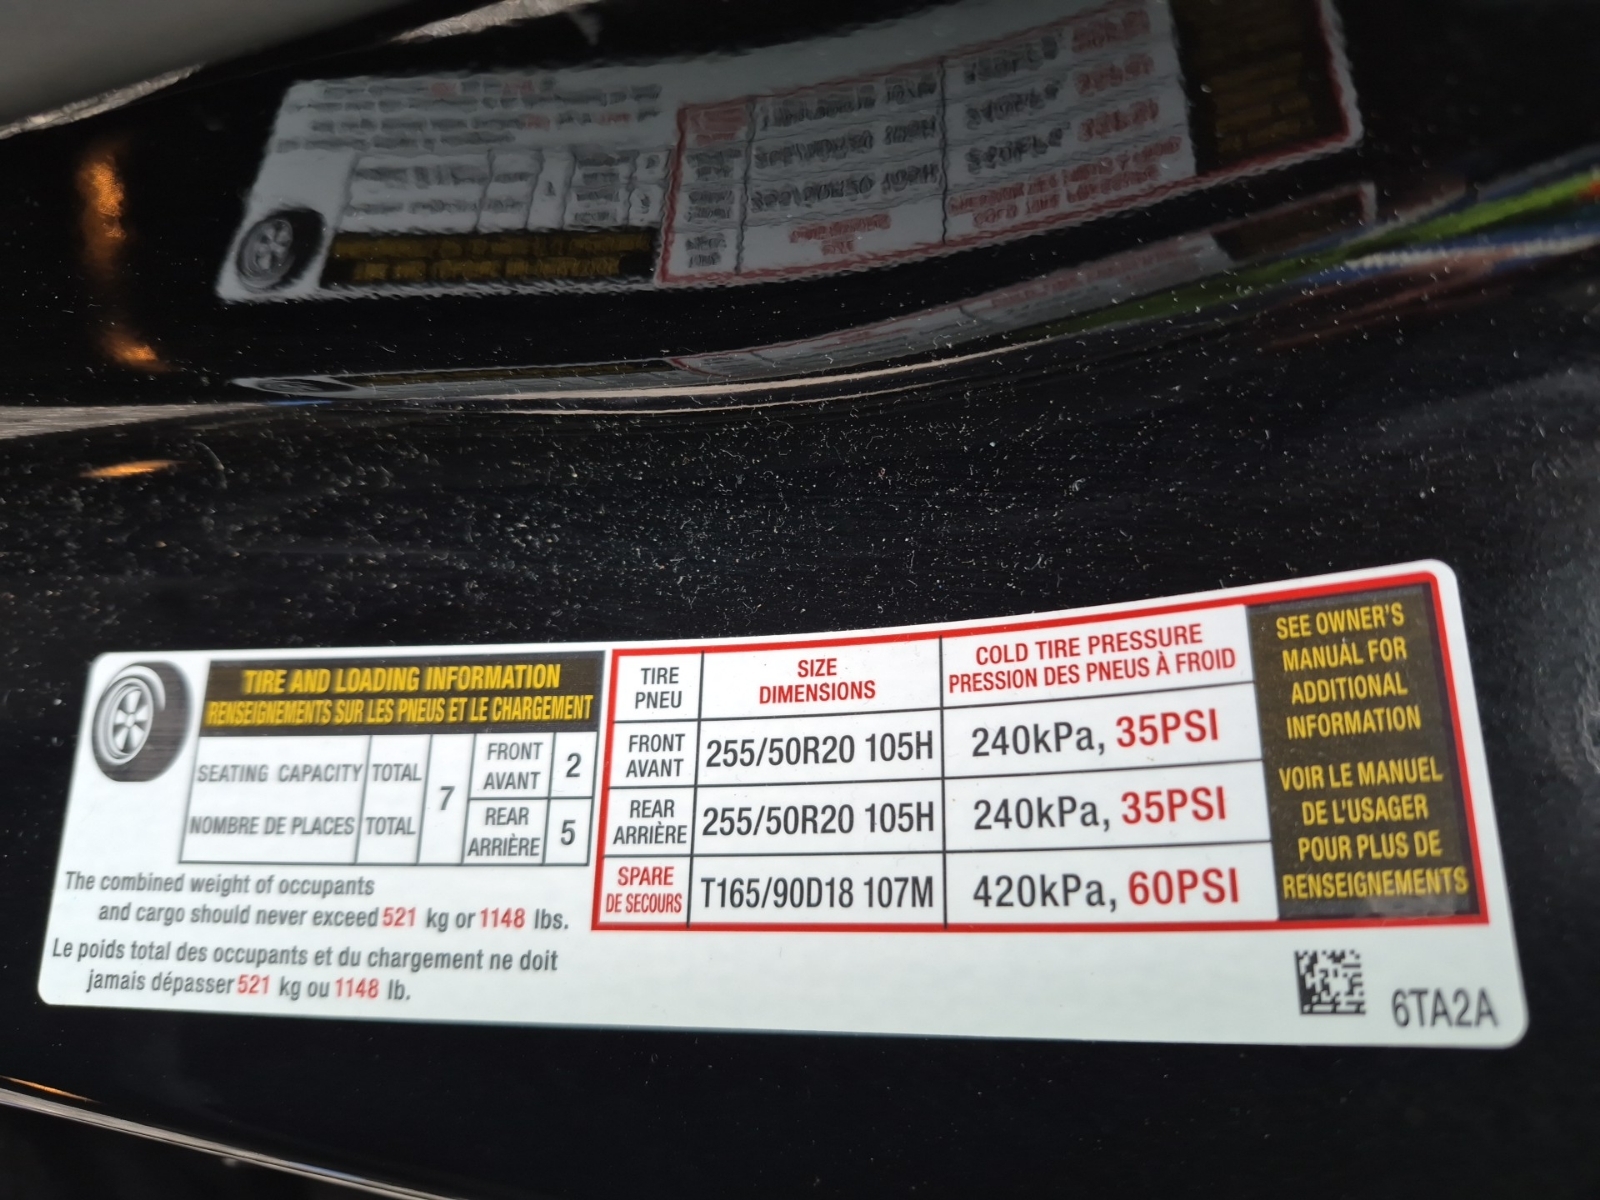 TIRE AND LOADING INFORMATION
RENSEIGNEMENTS SUR LES PNEUS ET LE CHARGEMENT
SEATING CAPACITY TOTAL
NOMBRE DE PLACES TOTAL
7
FRONT
AVANT
2
REAR
ARRIÈRE
5
The combined weight of occupants
and cargo should never exceed 521 kg or 1148 lbs.
Le poids total des occupants et du chargement ne doit
jamais dépasser 521 kg ou 1148 lb.
TIRE
PNEU
SIZE
DIMENSIONS
COLD TIRE PRESSURE
PRESSION DES PNEUS À FROID
FRONT
AVANT
255/50R20 105H
240kPa, 35PSI
REAR
ARRIÈRE
255/50R20 105H
240kPa, 35PSI
SPARE
DE SECOURS
T165/90D18 107M
420kPa, 60PSI
SEE OWNER'S
MANUAL FOR
ADDITIONAL
INFORMATION
VOIR LE MANUEL
DE L'USAGER
POUR PLUS DE
RENSEIGNEMENTS
6TA2A